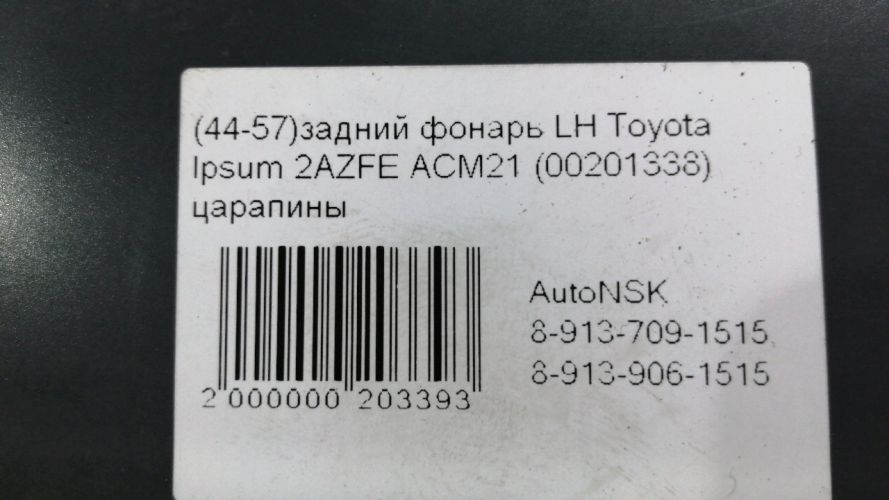 (44-57)задний фонарь LH Toyota
Ipsum 2AZFE ACM21 (00201338)
царапины
AutoNSK
8-913-709-1515,
8-913-906-1515
2 000000 203393